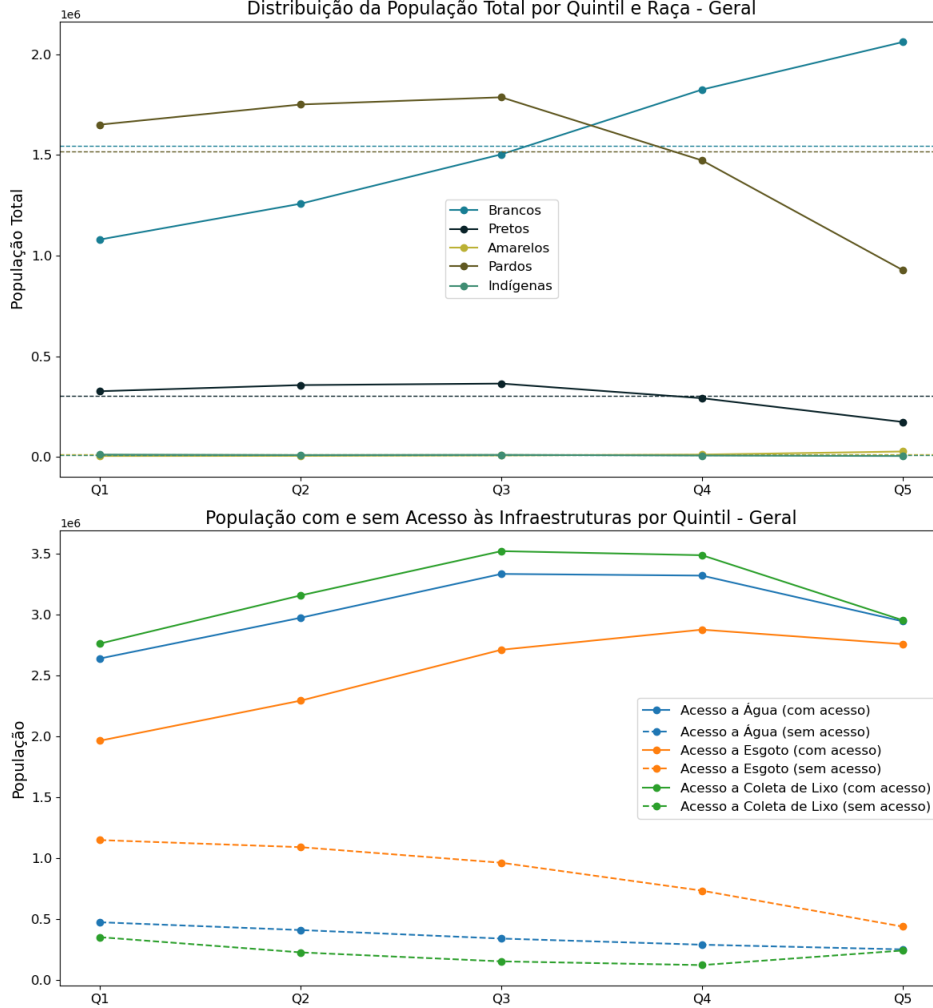 Distribuição da População Total por Quintil e Raça - Geral
1e6
2.0
1.5
1.0
0.5
0.0
População Total
Brancos
Pretos
Amarelos
Pardos
Indígenas
Q1 Q2 Q3 Q4 Q5
População com e sem Acesso às Infraestruturas por Quintil - Geral
1e6
3.5
3.0
2.5
2.0
1.5
1.0
0.5
0.0
População
Acesso a Água (com acesso)
Acesso a Água (sem acesso)
Acesso a Esgoto (com acesso)
Acesso a Esgoto (sem acesso)
Acesso a Coleta de Lixo (com acesso)
Acesso a Coleta de Lixo (sem acesso)
Q1 Q2 Q3 Q4 Q5